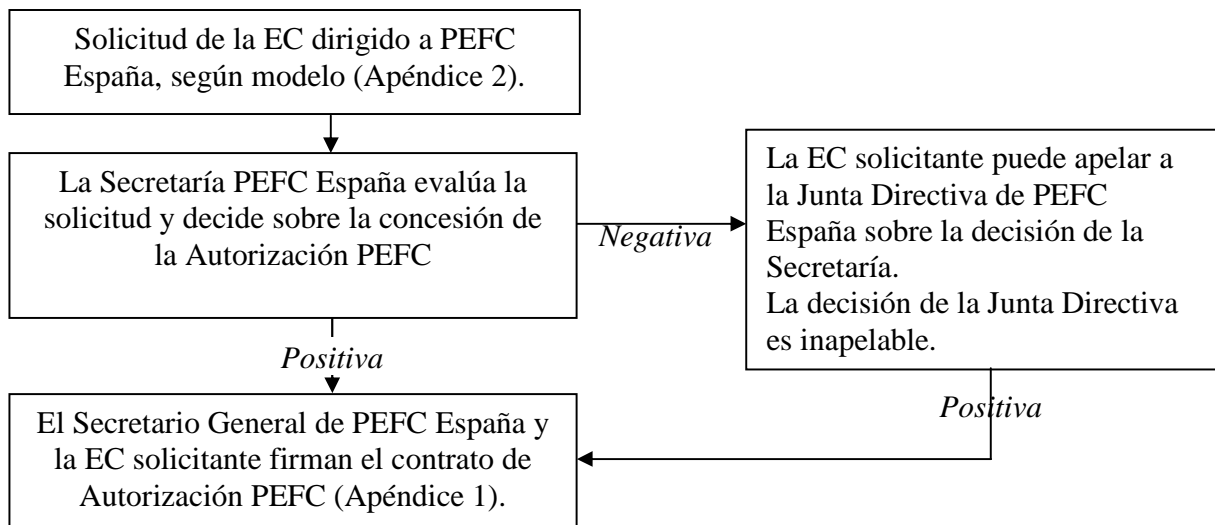 Solicitud de la EC dirigido a PEFC
España, según modelo (Apéndice 2).
La Secretaría PEFC España evalúa la
solicitud y decide sobre la concesión de
la Autorización PEFC
Negativa
La EC solicitante puede apelar a
la Junta Directiva de PEFC
España sobre la decisión de la
Secretaría.
La decisión de la Junta Directiva
es inapelable.
Positiva
Positiva
El Secretario General de PEFC España y
la EC solicitante firman el contrato de
Autorización PEFC (Apéndice 1).